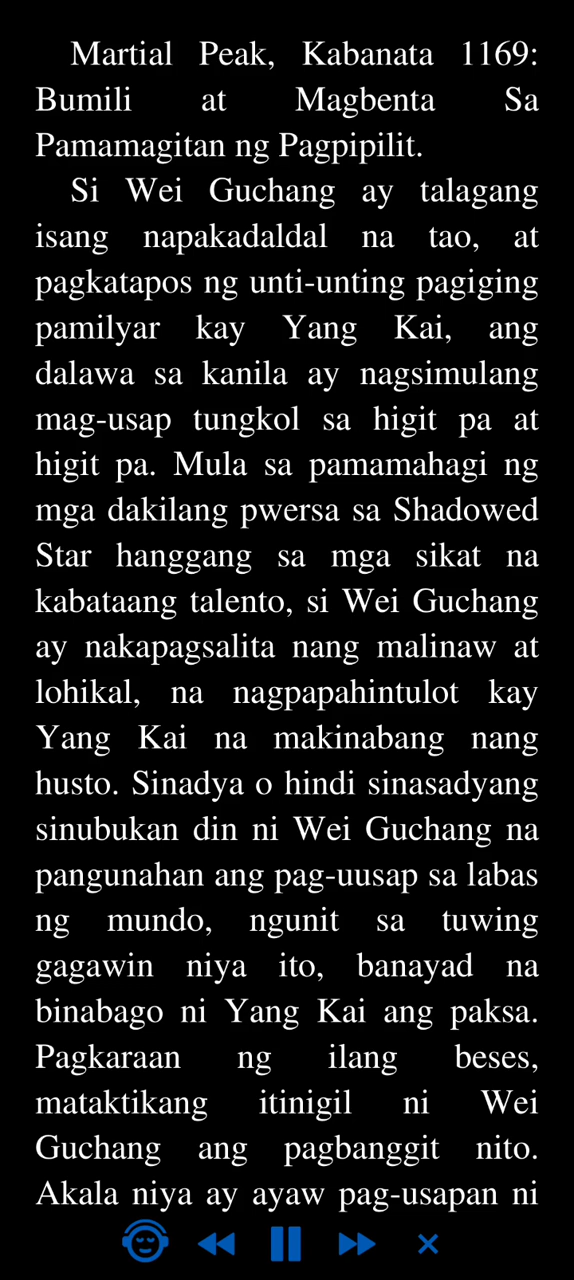 Martial Peak, Kabanata 1169:
Bumili at Magbenta Sa
Pamamagitan ng Pagpipilit.
Si Wei Guchang ay talagang
isang napakadaldal na tao, at
pagkatapos ng unti-unting pagiging
pamilyar kay Yang Kai, ang
dalawa sa kanila ay nagsimulang
mag-usap tungkol sa higit pa at
higit pa. Mula sa pamamahagi ng
mga dakilang pwersa sa Shadowed
Star hanggang sa mga sikat na
kabataang talento, si Wei Guchang
ay nakapagsalita nang malinaw at
lohikal, na nagpapahintulot kay
Yang Kai na makinabang nang
husto. Sinadya o hindi sinasadyang
sinubukan din ni Wei Guchang na
pangunahan ang pag-uusap sa labas
ng mundo, ngunit sa tuwing
gagawin niya ito, banayad na
binabago ni Yang Kai ang paksa.
Pagkaraan ng ilang beses,
mataktikang itinigil ni Wei
Guchang ang pagbanggit nito.
Akala niya ay ayaw pag-usapan ni